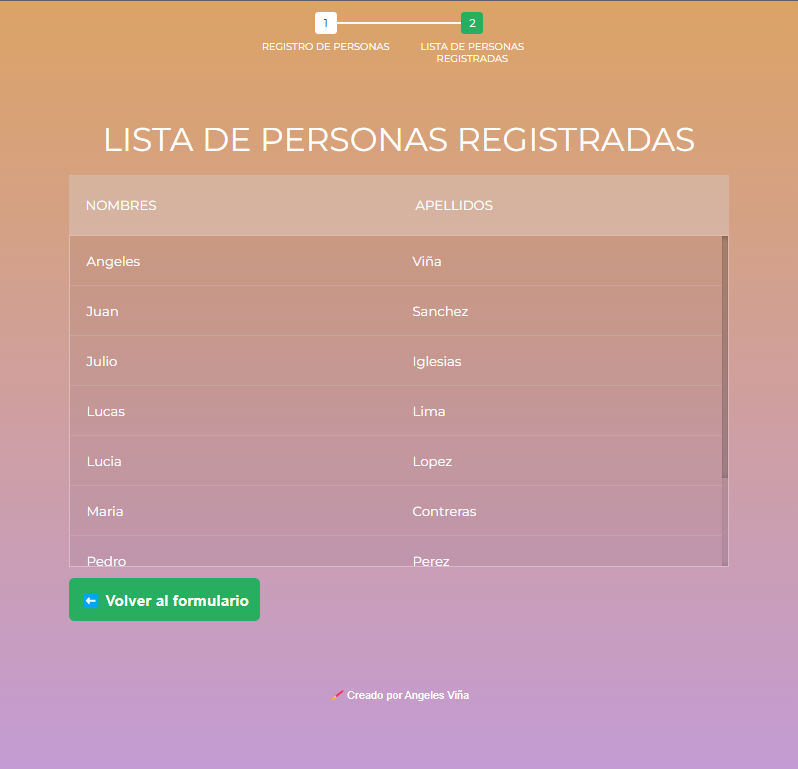 1 2
REGISTRO DE PERSONAS LISTA DE PERSONAS
REGISTRADAS
LISTA DE PERSONAS REGISTRADAS
NOMBRES APELLIDOS
Angeles Viña
Juan Sanchez
Julio Iglesias
Lucas Lima
Lucia Lopez
Maria Contreras
Pedro Perez
Volver al formulario
Creado por Angeles Viña